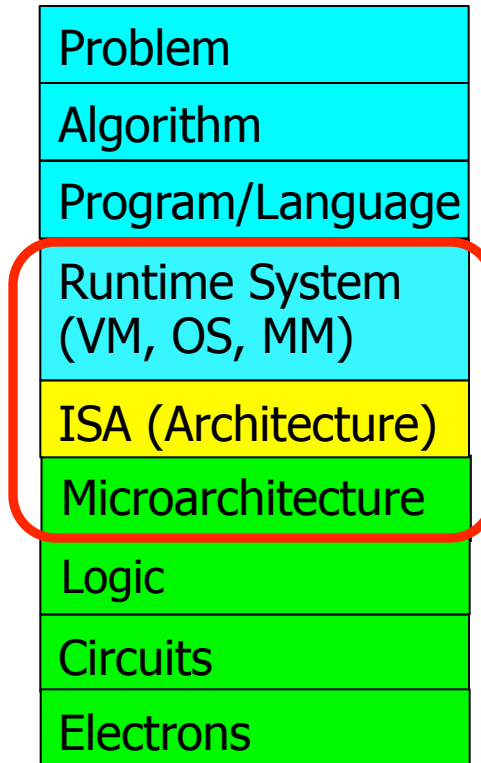 Problem
Algorithm
Program/Language
Runtime System
(VM, OS, MM)
ISA (Architecture)
Microarchitecture
Logic
Circuits
Electrons